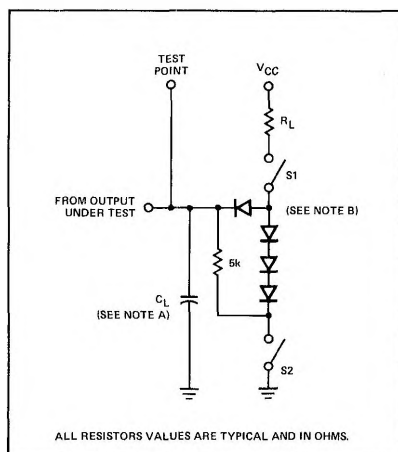 TEST
POINT
VCC
RL
S1
FROM OUTPUT
UNDER TEST
(SEE NOTE B)
5k
CL
(SEE NOTE A)
S2
ALL RESISTORS VALUES ARE TYPICAL AND IN OHMS.